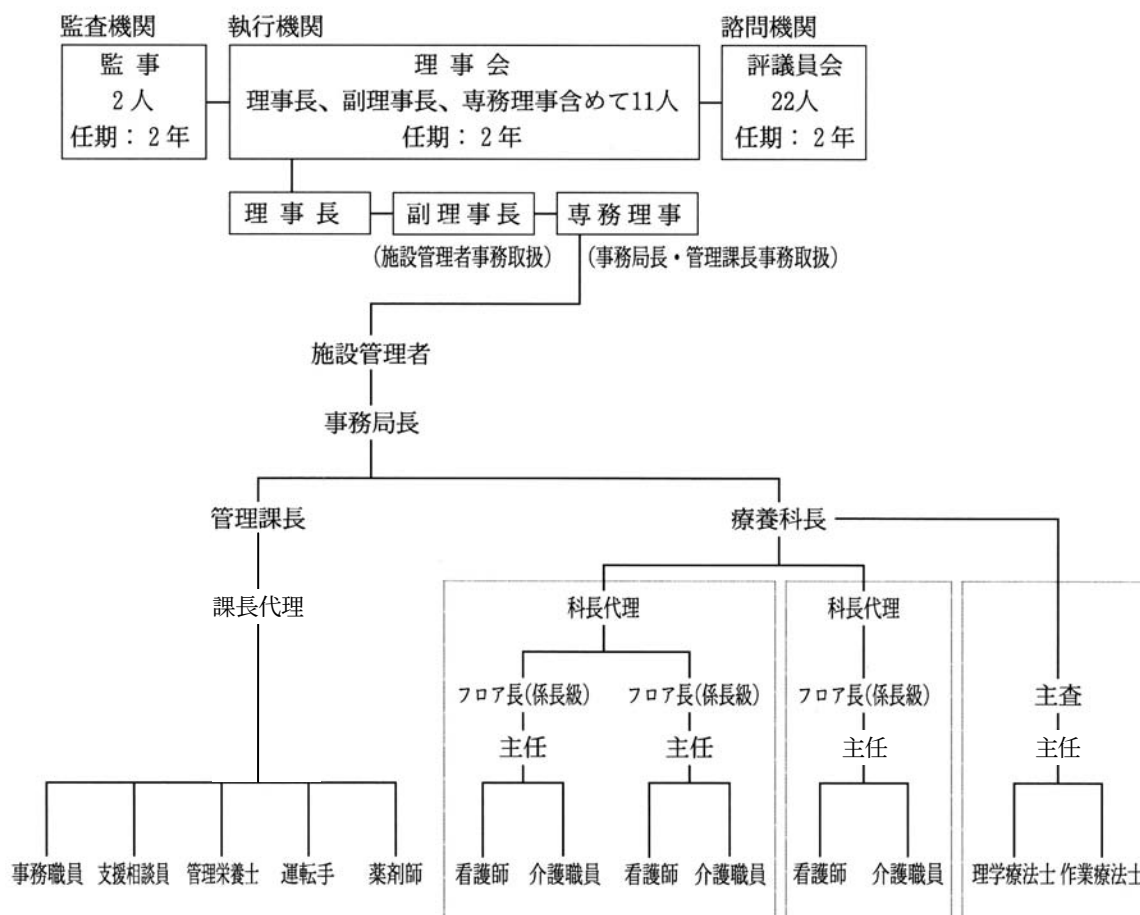 監査機関
執行機関
諮問機関
監 事
2 人
任期： 2 年
理 事 会
理事長、副理事長、専務理事含めて11人
任期： 2 年
評議員会
22人
任期： 2 年
理 事 長
副 理 事 長
専 務 理 事
(施設管理者事務取扱)
(事務局長・管理課長事務取扱)
施設管理者
事務局長
管理課長
療養科長
課長代理
科長代理
科長代理
フロア長(係長級)
フロア長(係長級)
フロア長(係長級)
主査
主任
主任
主任
主任
事務職員
支援相談員
管理栄養士
運転手
薬剤師
看護師
介護職員
看護師
介護職員
看護師
介護職員
理学療法士
作業療法士